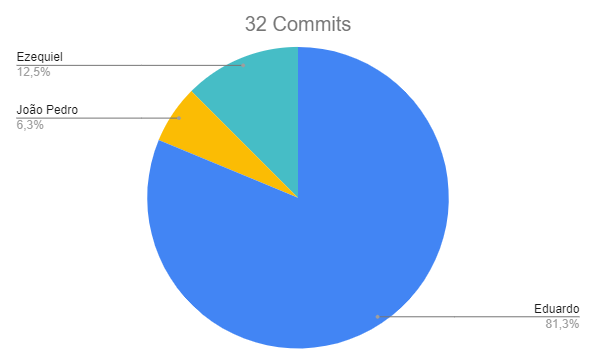 32 Commits
Ezequiel
12,5%
João Pedro
6,3%
Eduardo
81,3%